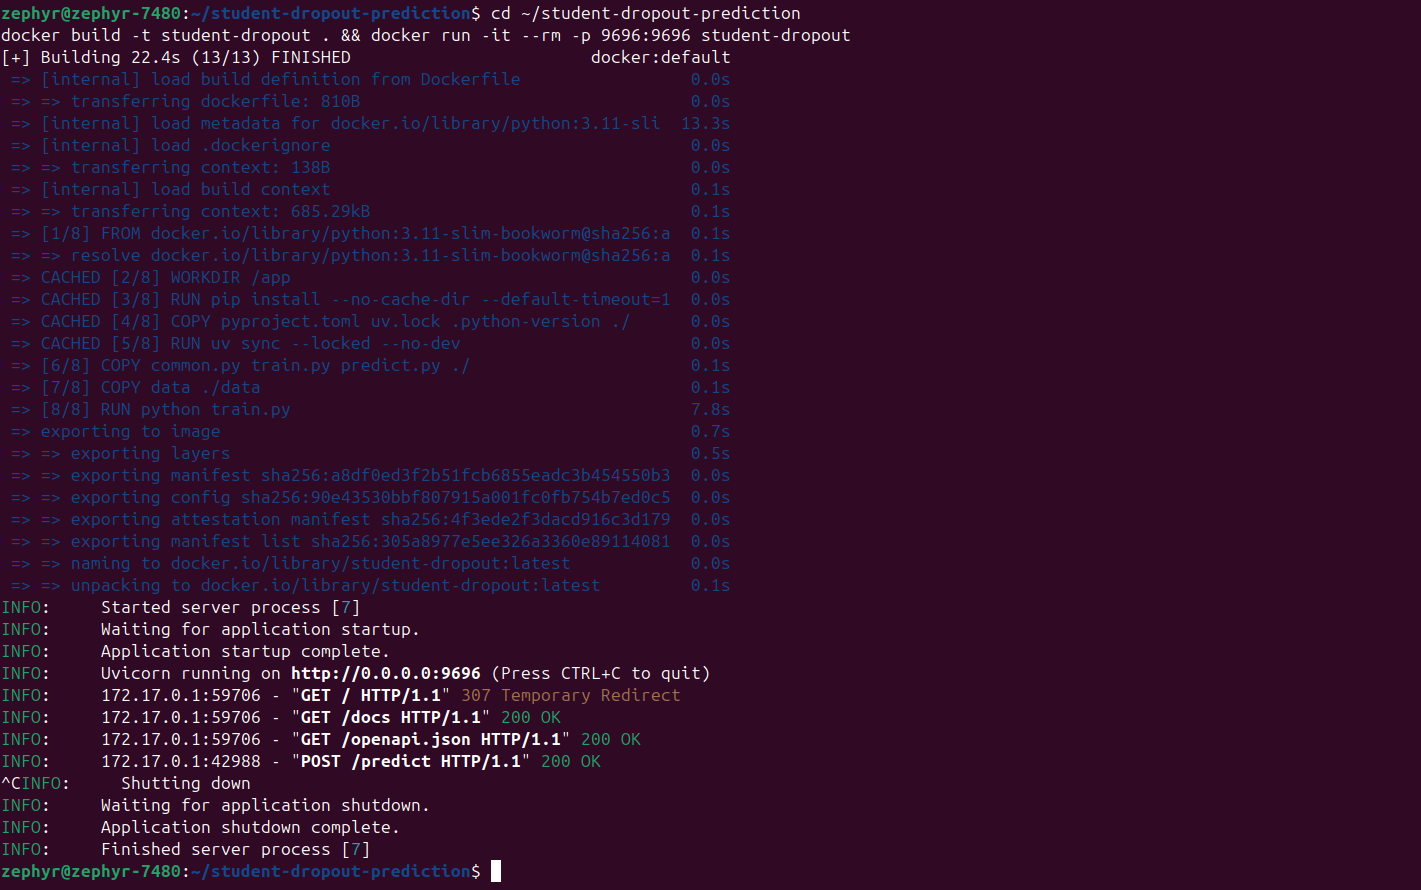 zephyr@zephyr-7480:~/student-dropout-prediction$ cd ~/student-dropout-prediction
docker build -t student-dropout . && docker run -it --rm -p 9696:9696 student-dropout
[+] Building 22.4s (13/13) FINISHED docker:default
=> [internal] load build definition from Dockerfile 0.0s
=> => transferring dockerfile: 810B 0.0s
=> [internal] load metadata for docker.io/library/python:3.11-sli 13.3s
=> [internal] load .dockerignore 0.0s
=> => transferring context: 138B 0.0s
=> [internal] load build context 0.1s
=> => transferring context: 685.29kB 0.1s
=> [1/8] FROM docker.io/library/python:3.11-slim-bookworm@sha256:a 0.1s
=> => resolve docker.io/library/python:3.11-slim-bookworm@sha256:a 0.1s
=> CACHED [2/8] WORKDIR /app 0.0s
=> CACHED [3/8] RUN pip install --no-cache-dir --default-timeout=1 0.0s
=> CACHED [4/8] COPY pyproject.toml uv.lock .python-version ./ 0.0s
=> CACHED [5/8] RUN uv sync --locked --no-dev 0.0s
=> [6/8] COPY common.py train.py predict.py ./ 0.1s
=> [7/8] COPY data ./data 0.1s
=> [8/8] RUN python train.py 7.8s
=> exporting to image 0.7s
=> => exporting layers 0.5s
=> => exporting manifest sha256:a8df0ed3f2b51fcb6855eadc3b454550b3 0.0s
=> => exporting config sha256:90e43530bbf807915a001fc0fb754b7ed0c5 0.0s
=> => exporting attestation manifest sha256:4f3ede2f3dacd916c3d179 0.0s
=> => exporting manifest list sha256:305a8977e5ee326a3360e89114081 0.0s
=> => naming to docker.io/library/student-dropout:latest 0.0s
=> => unpacking to docker.io/library/student-dropout:latest 0.1s
INFO: Started server process [7]
INFO: Waiting for application startup.
INFO: Application startup complete.
INFO: Uvicorn running on http://0.0.0.0:9696 (Press CTRL+C to quit)
INFO: 172.17.0.1:59706 - "GET / HTTP/1.1" 307 Temporary Redirect
INFO: 172.17.0.1:59706 - "GET /docs HTTP/1.1" 200 OK
INFO: 172.17.0.1:59706 - "GET /openapi.json HTTP/1.1" 200 OK
INFO: 172.17.0.1:42988 - "POST /predict HTTP/1.1" 200 OK
^CINFO: Shutting down
INFO: Waiting for application shutdown.
INFO: Application shutdown complete.
INFO: Finished server process [7]
zephyr@zephyr-7480:~/student-dropout-prediction$